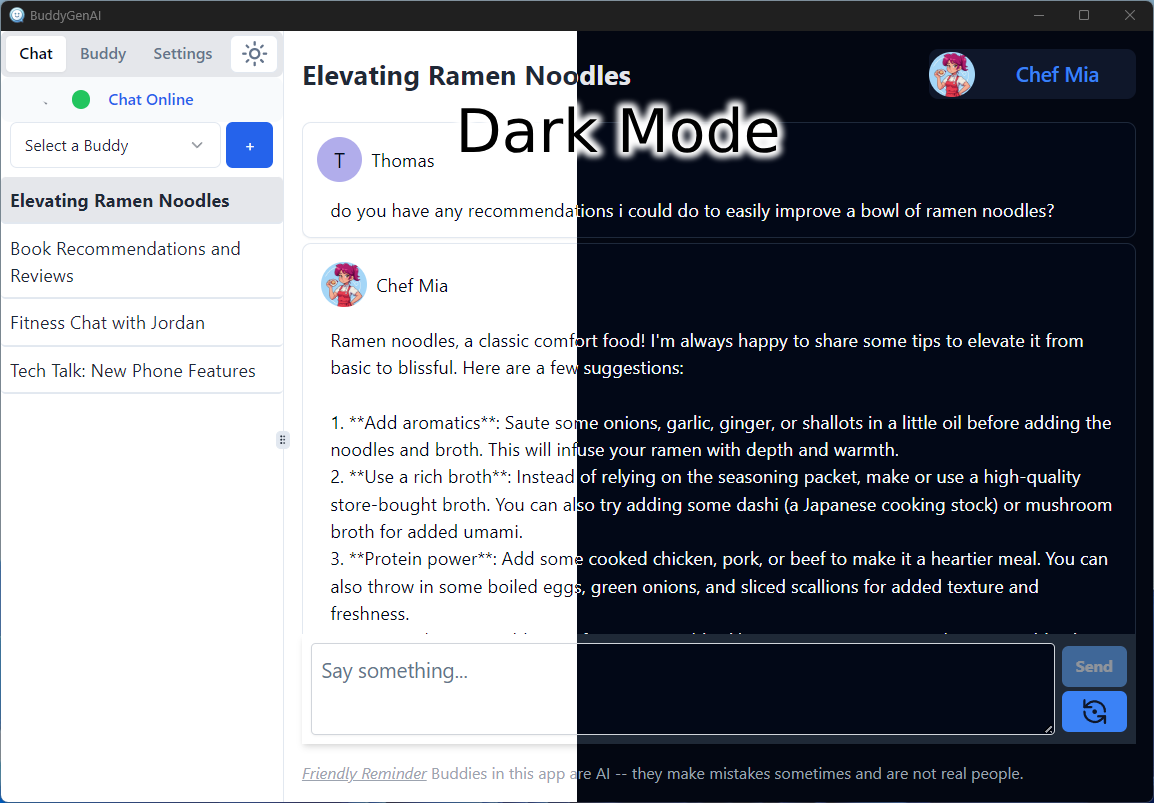 BuddyGenAI
Chat Buddy Settings
Chat Online
Select a Buddy
+
Elevating Ramen Noodles
Book Recommendations and
Reviews
Fitness Chat with Jordan
Tech Talk: New Phone Features
Elevating Ramen Noodles
Chef Mia
Dark Mode
T Thomas
do you have any recommendations i could do to easily improve a bowl of ramen noodles?
Chef Mia
Ramen noodles, a classic comfort food! I'm always happy to share some tips to elevate it from
basic to blissful. Here are a few suggestions:
1. **Add aromatics**: Saute some onions, garlic, ginger, or shallots in a little oil before adding the
noodles and broth. This will infuse your ramen with depth and warmth.
2. **Use a rich broth**: Instead of relying on the seasoning packet, make or use a high-quality
store-bought broth. You can also try adding some dashi (a Japanese cooking stock) or mushroom
broth for added umami.
3. **Protein power**: Add some cooked chicken, pork, or beef to make it a heartier meal. You can
also throw in some boiled eggs, green onions, and sliced scallions for added texture and
freshness.
Say something...
Send
Friendly Reminder Buddies in this app are AI -- they make mistakes sometimes and are not real people.